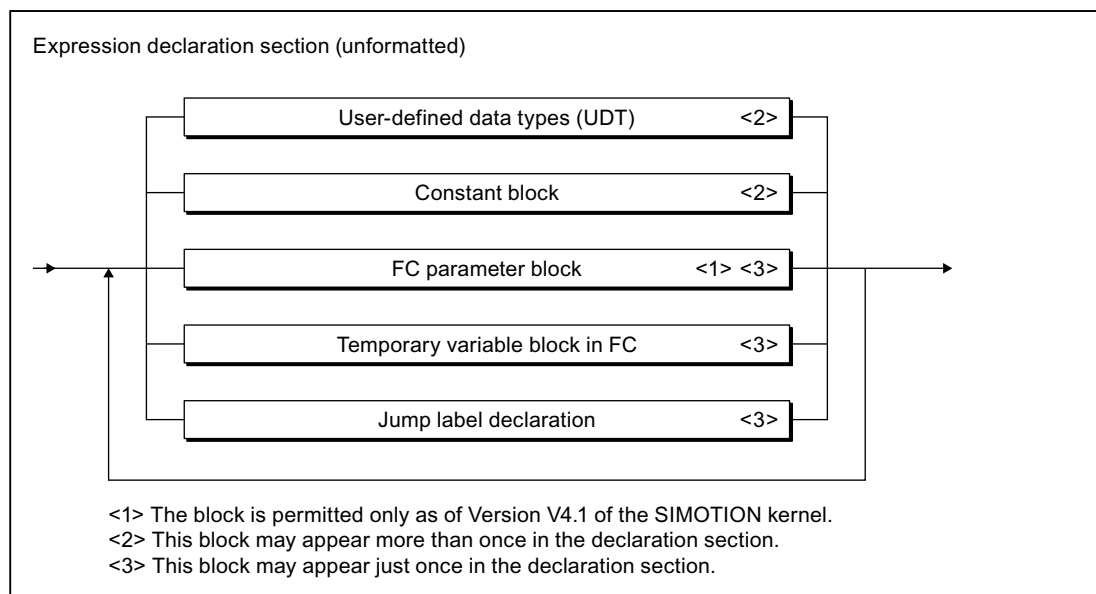 Expression declaration section (unformatted)
User-defined data types (UDT) <2>
Constant block <2>
FC parameter block <1> <3>
Temporary variable block in FC <3>
Jump label declaration <3>
<1> The block is permitted only as of Version V4.1 of the SIMOTION kernel.
<2> This block may appear more than once in the declaration section.
<3> This block may appear just once in the declaration section.